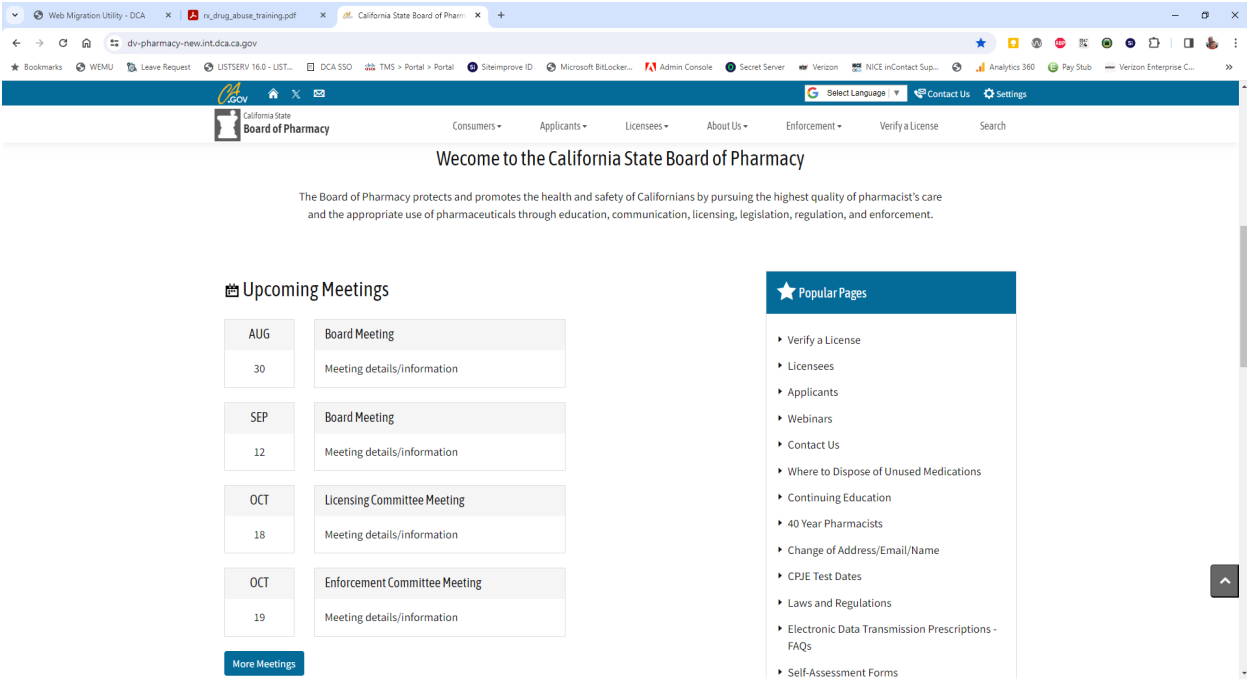 Web Migration Utility - DCA
rx_drug_abuse_training.pdf
California State Board of Pharm
dv-pharmacy-new.int.dca.ca.gov
Bookmarks WEMU Leave Request LISTSERV 16.0 - LIST... DCA SSO TMS > Portal > Portal Siteimprove ID Microsoft BitLocker... Admin Console Secret Server Verizon NICE inContact Sup... Analytics 360 Pay Stub Verizon Enterprise C...
CA .GOV Select Language Contact Us Settings
California State
Board of Pharmacy
Consumers Applicants Licensees About Us Enforcement Verify a License Search
Wecome to the California State Board of Pharmacy
The Board of Pharmacy protects and promotes the health and safety of Californians by pursuing the highest quality of pharmacist's care
and the appropriate use of pharmaceuticals through education, communication, licensing, legislation, regulation, and enforcement.
Upcoming Meetings
AUG Board Meeting
30 Meeting details/information
SEP Board Meeting
12 Meeting details/information
OCT Licensing Committee Meeting
18 Meeting details/information
OCT Enforcement Committee Meeting
19 Meeting details/information
More Meetings
Popular Pages
Verify a License
Licensees
Applicants
Webinars
Contact Us
Where to Dispose of Unused Medications
Continuing Education
40 Year Pharmacists
Change of Address/Email/Name
CPJE Test Dates
Laws and Regulations
Electronic Data Transmission Prescriptions -
FAQs
Self-Assessment Forms